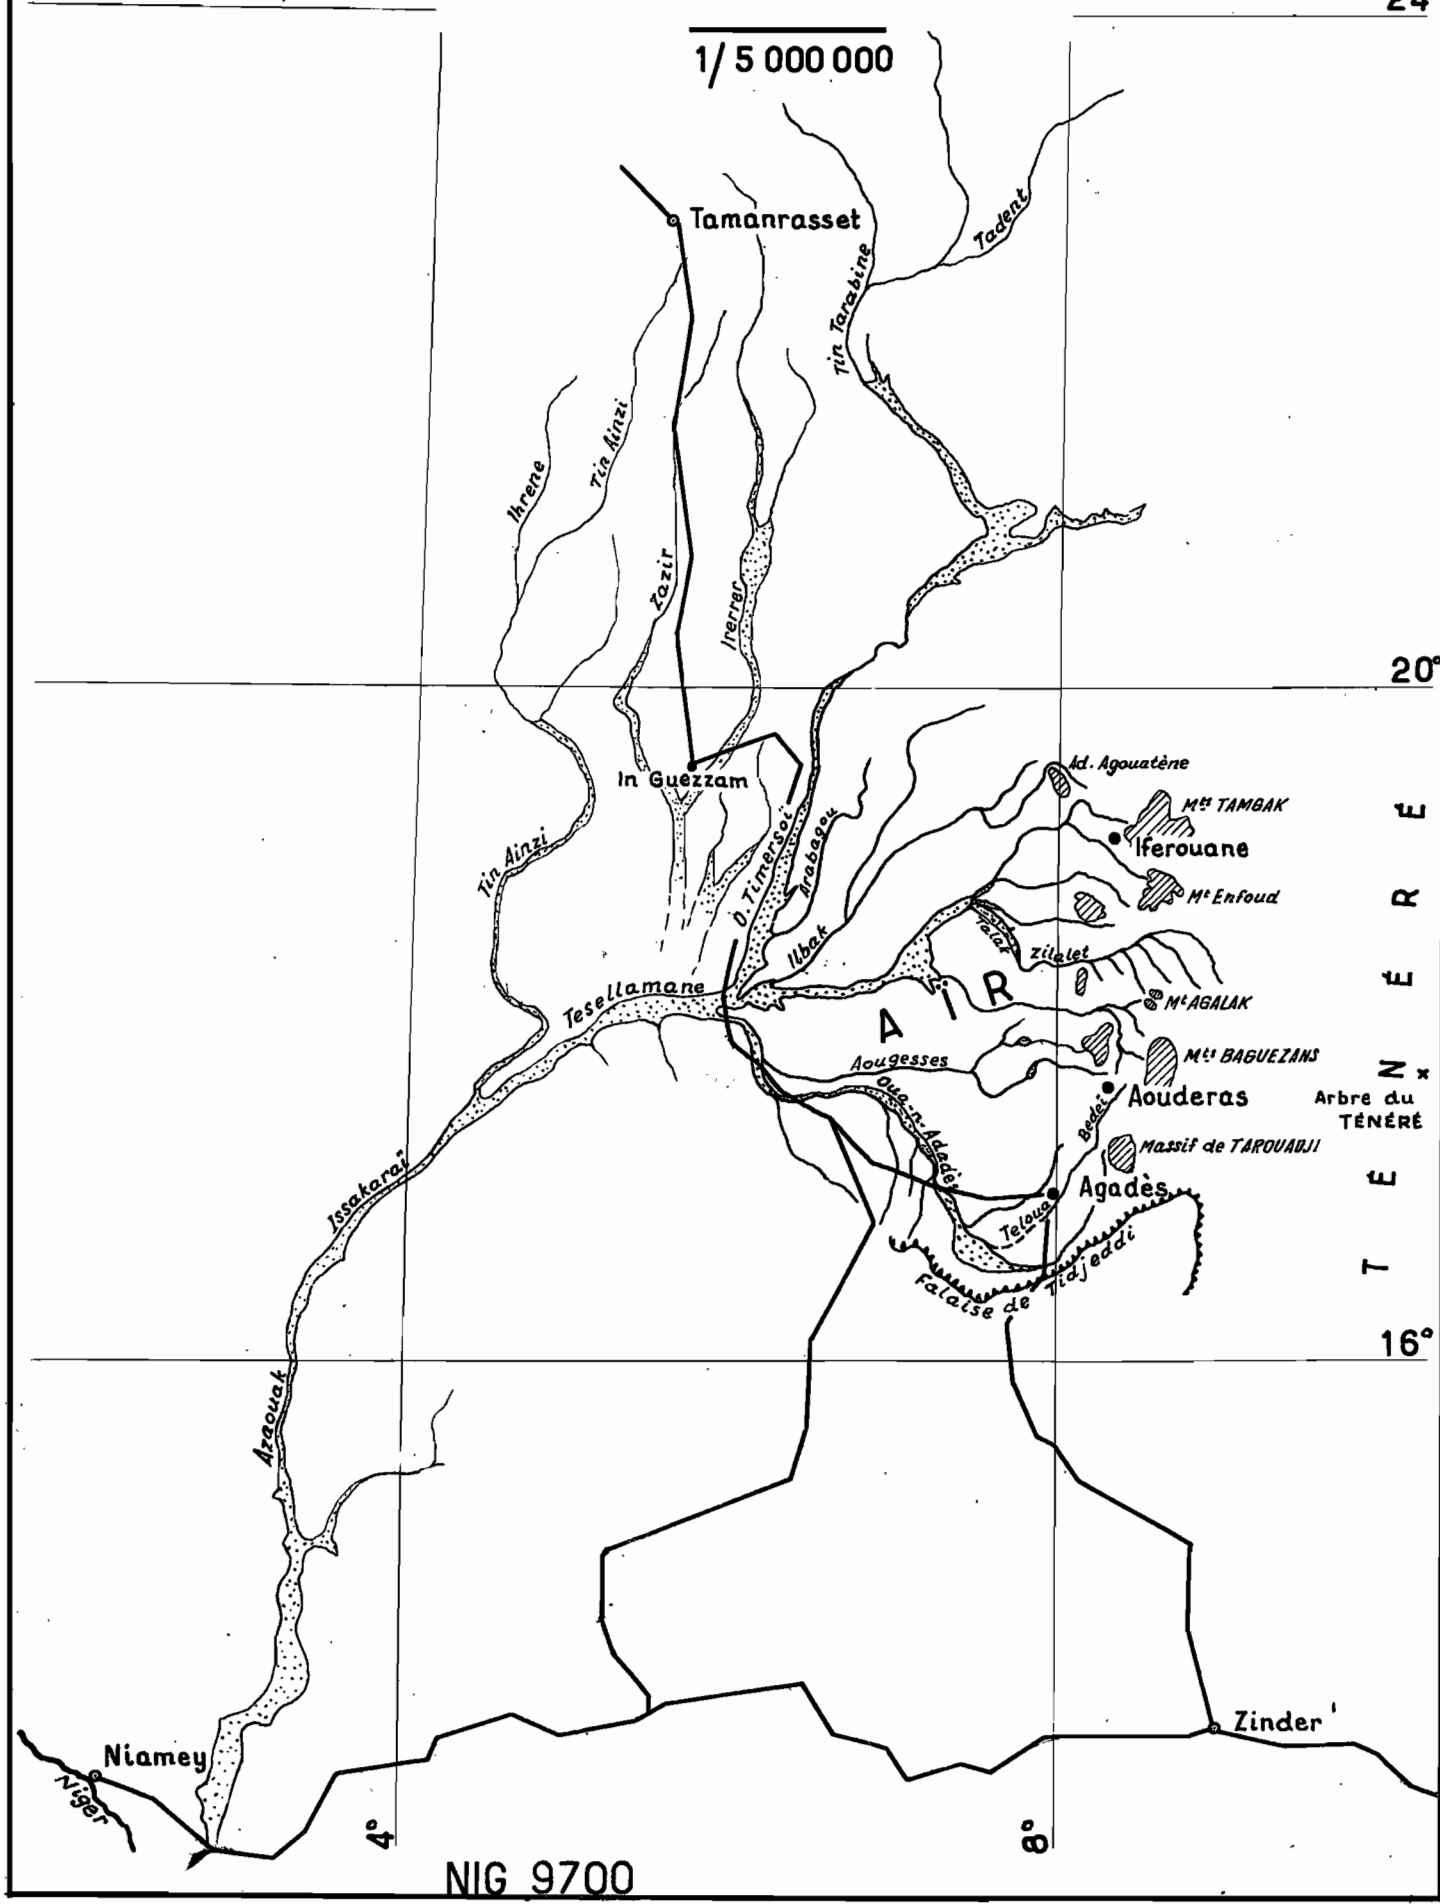 24
1/5 000 000
Tamanrasset
Tadent
Tin Tarabine
Tin Ainzi
Ihrene
Zazir
Irerrer
20°
In Guezzam
Ad. Agouatène
Mts TAMGAK
Iferouane
O. Timersoï
Arabagou
Tin Ainzi
Mt Enfoud
Talak
Zilalet
Ilbak
Tesellamane
AÏR
Mt AGALAK
Aougesses
Mts BAGUEZANS
Oua-n-Adadès
Bedei
Aouderas
Arbre du
TÉNÉRÉ
Massif de TAROUADJI
TÉNÉRÉ
Issakaraï
Agadès
Teloua
Falaise de Tidjeddi
16°
Azaouak
Zinder
Niamey
Niger
4°
8°
NIG 9700